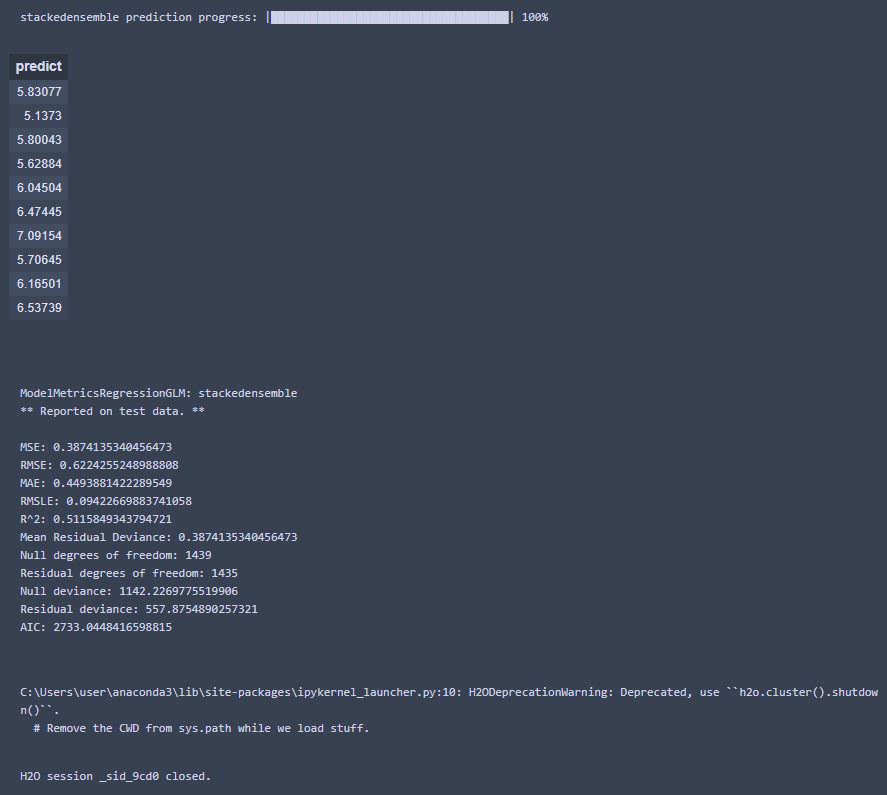 stackedensemble prediction progress: |████████████████████████████████████| 100%
predict
5.83077
5.1373
5.80043
5.62884
6.04504
6.47445
7.09154
5.70645
6.16501
6.53739
ModelMetricsRegressionGLM: stackedensemble
** Reported on test data. **
MSE: 0.3874135340456473
RMSE: 0.6224255248988808
MAE: 0.4493881422289549
RMSLE: 0.09422669883741058
R^2: 0.5115849343794721
Mean Residual Deviance: 0.3874135340456473
Null degrees of freedom: 1439
Residual degrees of freedom: 1435
Null deviance: 1142.2269775519906
Residual deviance: 557.8754890257321
AIC: 2733.0448416598815
C:\Users\user\anaconda3\lib\site-packages\ipykernel_launcher.py:10: H2ODeprecationWarning: Deprecated, use ``h2o.cluster().shutdow
n()``.
# Remove the CWD from sys.path while we load stuff.
H2O session _sid_9cd0 closed.